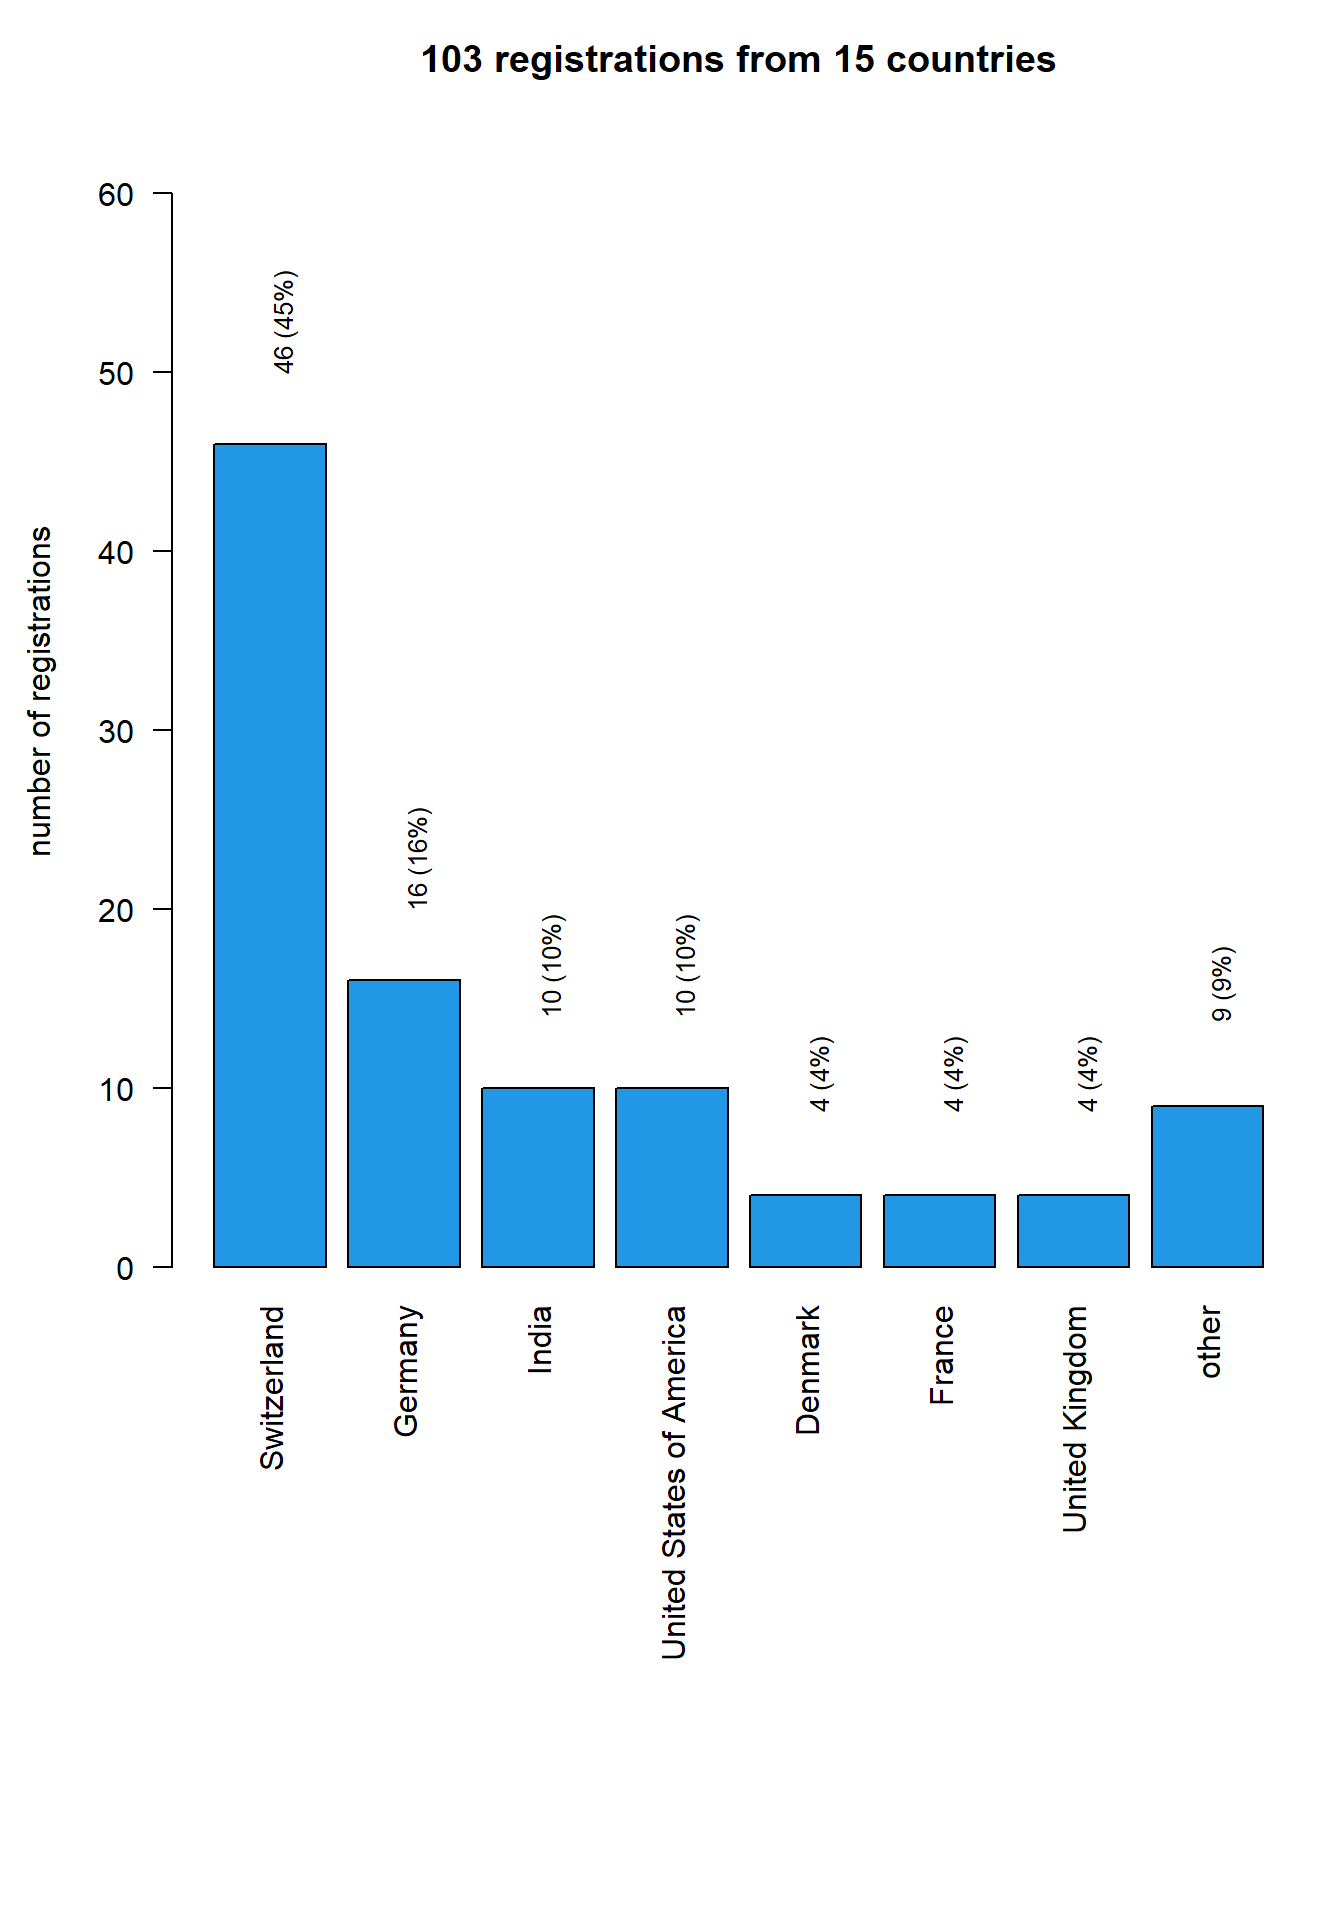 103 registrations from 15 countries
number of registrations
60
50
40
30
20
10
0
46 (45%)
16 (16%)
10 (10%)
10 (10%)
4 (4%)
4 (4%)
4 (4%)
9 (9%)
Switzerland
Germany
India
United States of America
Denmark
France
United Kingdom
other